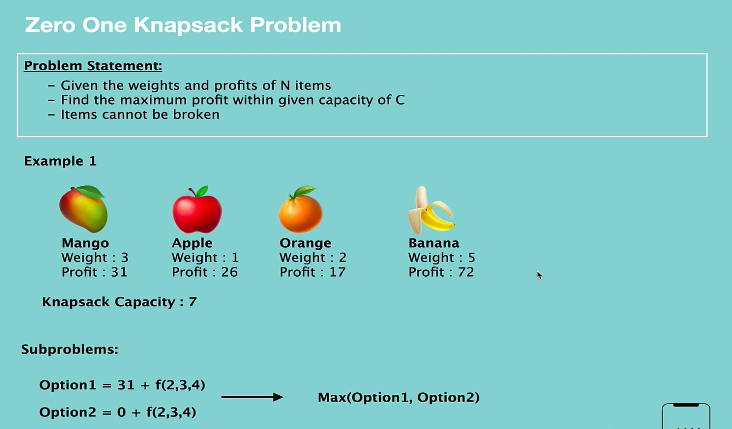 Zero One Knapsack Problem
Problem Statement:
– Given the weights and profits of N items
– Find the maximum profit within given capacity of C
– Items cannot be broken
Example 1
Mango Apple Orange Banana
Weight : 3 Weight : 1 Weight : 2 Weight : 5
Profit : 31 Profit : 26 Profit : 17 Profit : 72
Knapsack Capacity : 7
Subproblems:
Option1 = 31 + f(2,3,4)
Max(Option1, Option2)
Option2 = 0 + f(2,3,4)